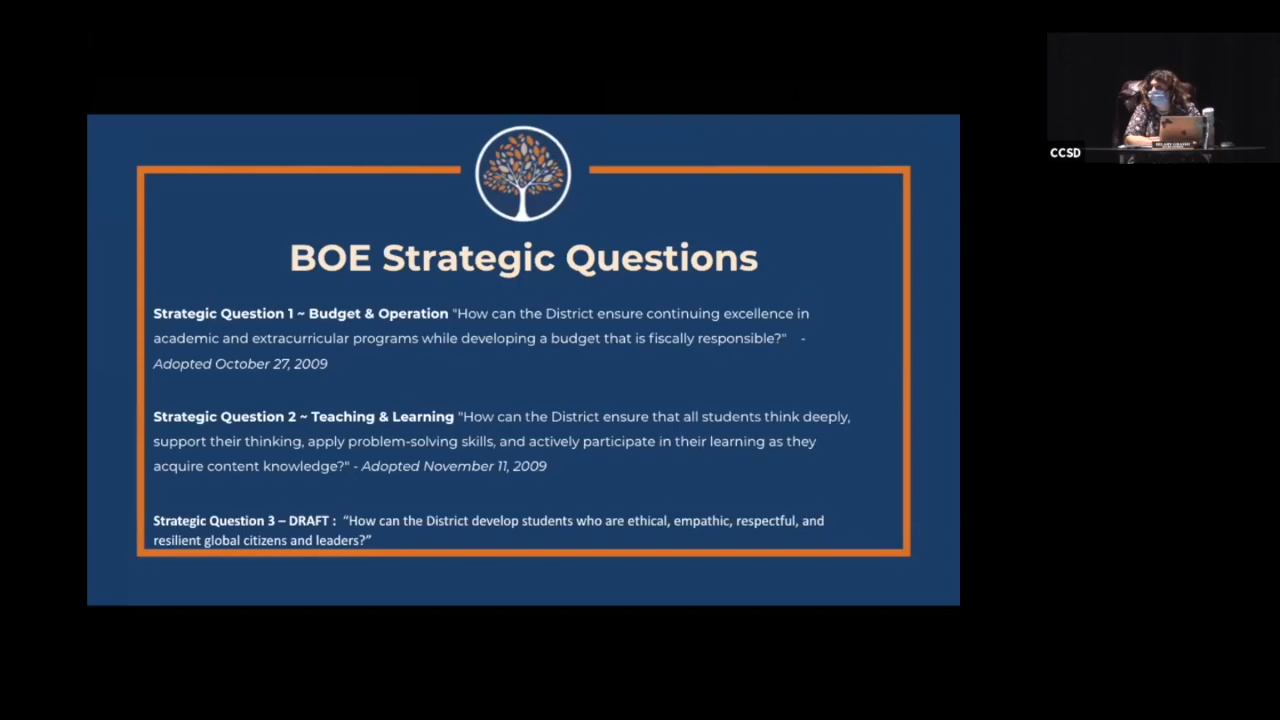 BOE Strategic Questions
Strategic Question 1 ~ Budget & Operation "How can the District ensure continuing excellence in
academic and extracurricular programs while developing a budget that is fiscally responsible?" -
Adopted October 27, 2009
Strategic Question 2 ~ Teaching & Learning "How can the District ensure that all students think deeply,
support their thinking, apply problem-solving skills, and actively participate in their learning as they
acquire content knowledge?" - Adopted November 11, 2009
Strategic Question 3 – DRAFT : “How can the District develop students who are ethical, empathic, respectful, and
resilient global citizens and leaders?”
CCSD